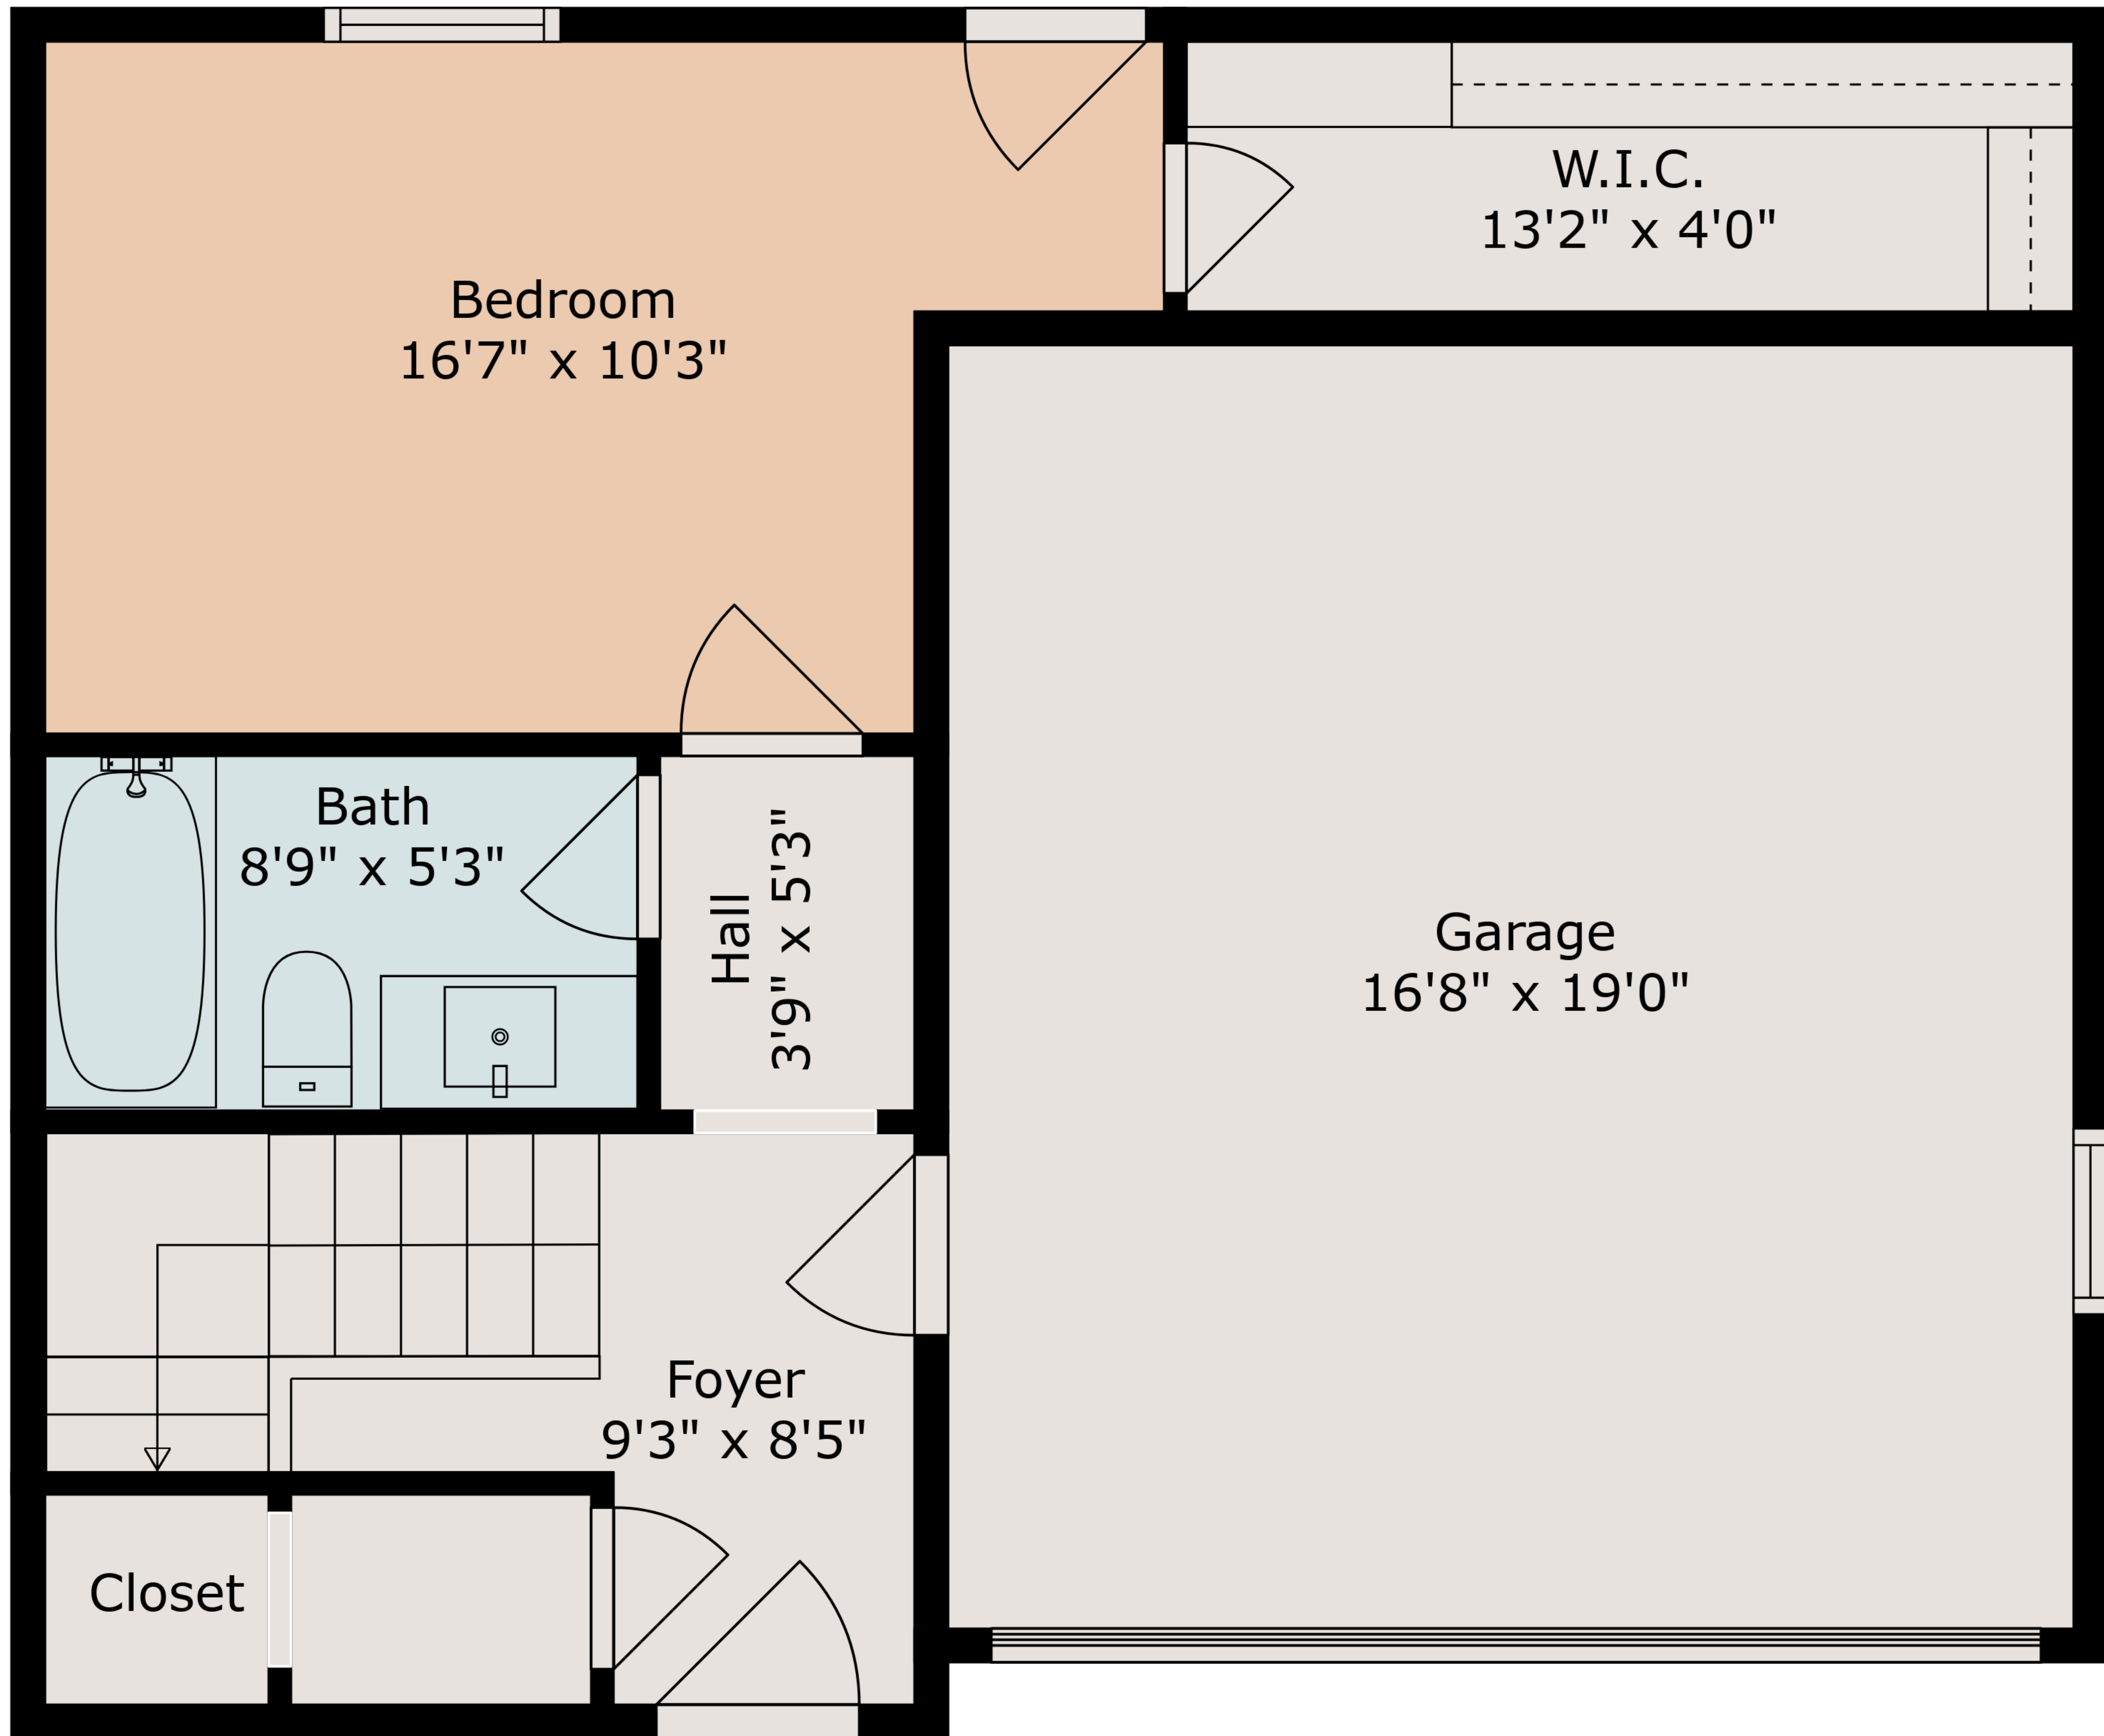 W.I.C.
13'2" x 4'0"
Bedroom
16'7" x 10'3"
Bath
8'9" x 5'3"
Hall
3'9" x 5'3"
Garage
16'8" x 19'0"
Foyer
9'3" x 8'5"
Closet